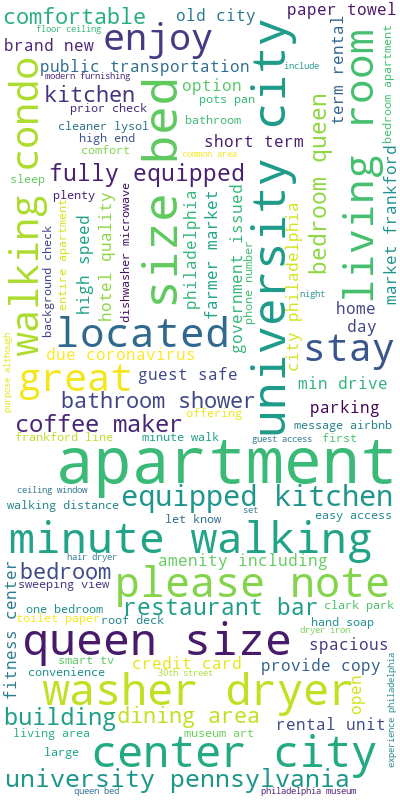 comfortable
floor ceiling
old city
paper towel
brand new
enjoy
public transportation
modern furnishing
include
kitchen
option
prior check
pots pan
cleaner lysol
bathroom
high end
short term
comfort
common area
sleep
fully equipped
plenty
walking condo
size bed
university city
living room
term rental
bedroom apartment
bedroom queen
market frankford
background check
entire apartment
high speed
hotel quality
dishwasher microwave
philadelphia
farmer market
government issued
phone number
city philadelphia
night
home
day
located
stay
due coronavirus
purpose although
great
guest safe
min drive
bathroom shower
offering
parking
coffee maker
message airbnb
frankford line
minute walk
guest access
first
apartment
ceiling window
equipped kitchen
walking distance
let know
set
easy access
minute walking
hair dryer
amenity including
bedroom
sweeping view
please note
fitness center
one bedroom
restaurant bar
clark park
toilet paper
roof deck
hand soap
queen size
dryer iron
spacious
smart tv
credit card
provide copy
convenience
30th street
washer dryer
open
experience philadelphia
building
dining area
rental unit
living area
museum art
large
center city
university pennsylvania
queen bed
philadelphia museum